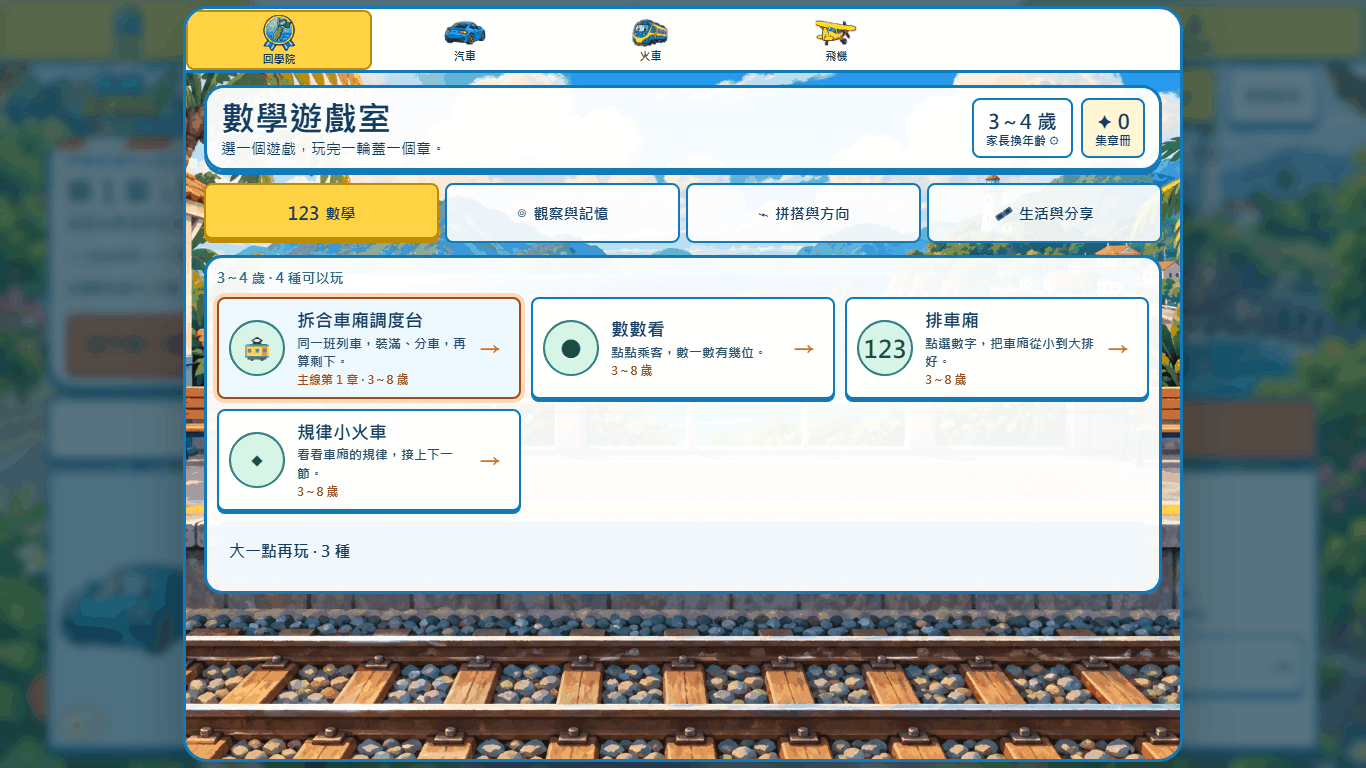 回學院
汽車
火車
飛機
數學遊戲室
選一個遊戲，玩完一輪蓋一個章。
3~4 歲
家長換年齡 ⚙
✦ 0
集章冊
123 數學
◎ 觀察與記憶
拼搭與方向
生活與分享
3~4 歲 · 4 種可以玩
拆合車廂調度台
同一班列車，裝滿、分車，再
算剩下。
主線第 1 章 · 3~8 歲
→
數數看
點點乘客，數一數有幾位。
3~8 歲
→
123
排車廂
點選數字，把車廂從小到大排
好。
3~8 歲
→
規律小火車
看看車廂的規律，接上下一
節。
3~8 歲
→
大一點再玩 · 3 種